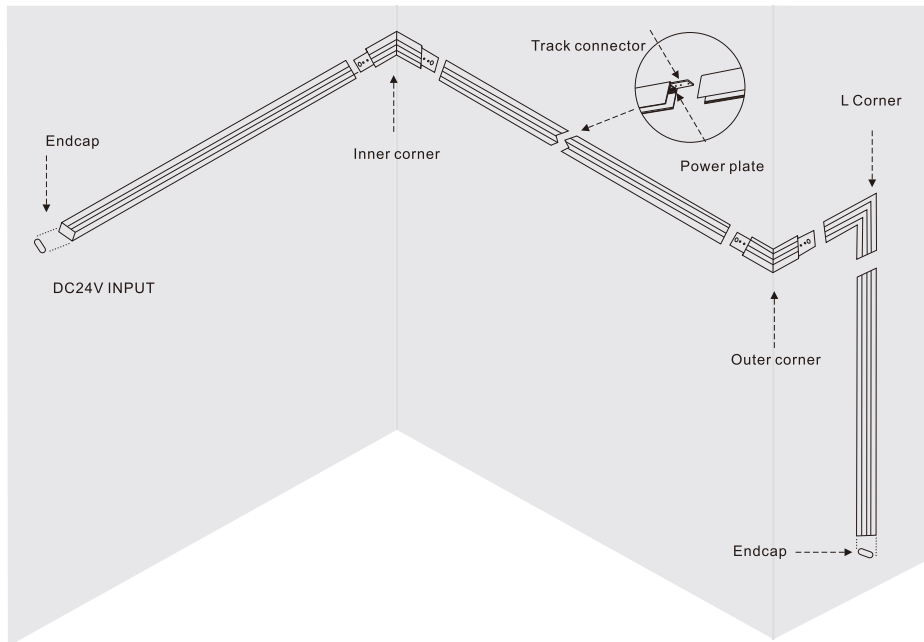 Track connector
L Corner
Endcap
Inner corner
Power plate
DC24V INPUT
Outer corner
Endcap